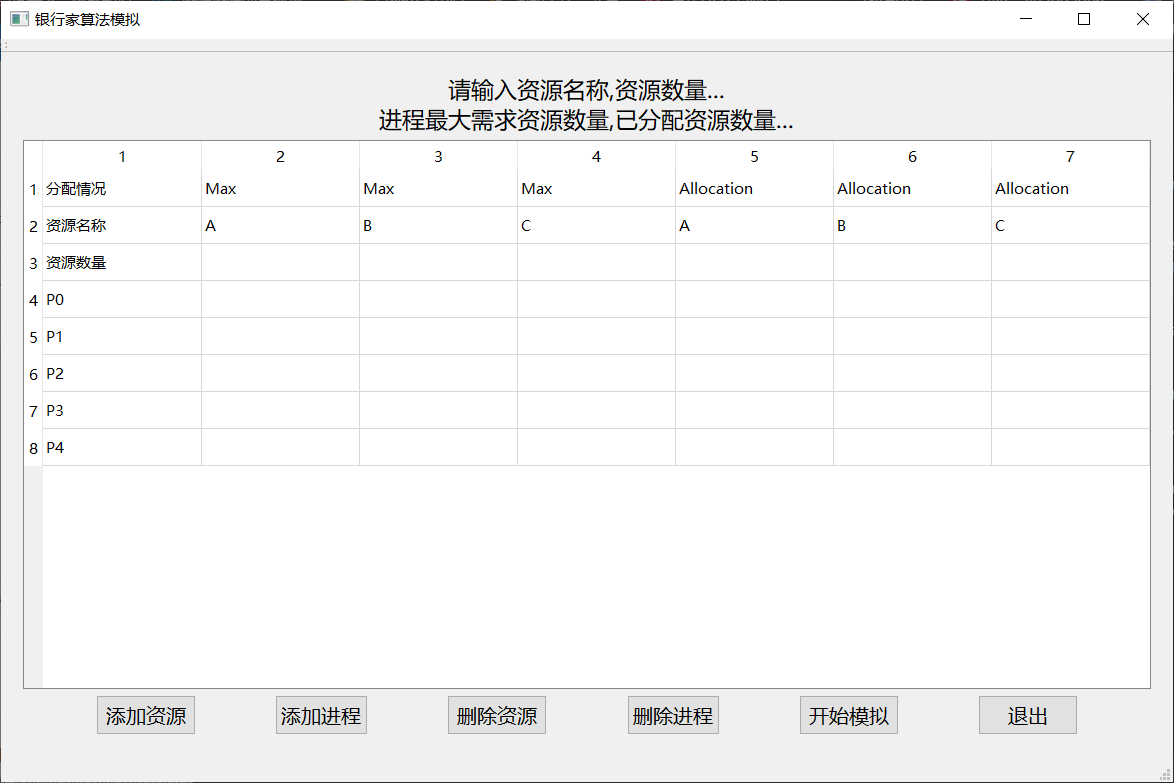 银行家算法模拟
请输入资源名称,资源数量...
进程最大需求资源数量,已分配资源数量...
1 2 3 4 5 6 7
1 分配情况 Max Max Max Allocation Allocation Allocation
2 资源名称 A B C A B C
3 资源数量
4 P0
5 P1
6 P2
7 P3
8 P4
添加资源 添加进程 删除资源 删除进程 开始模拟 退出